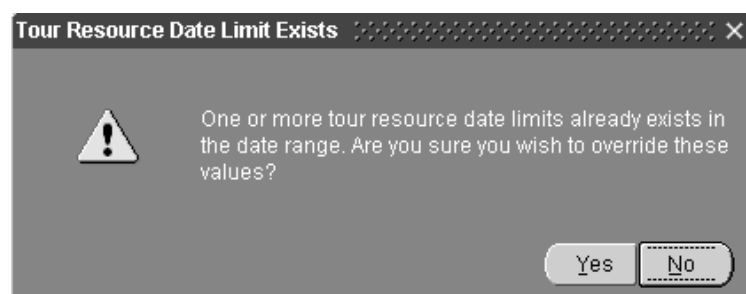 Tour Resource Date Limit Exists
One or more tour resource date limits already exists in
the date range. Are you sure you wish to override these
values?
Yes No